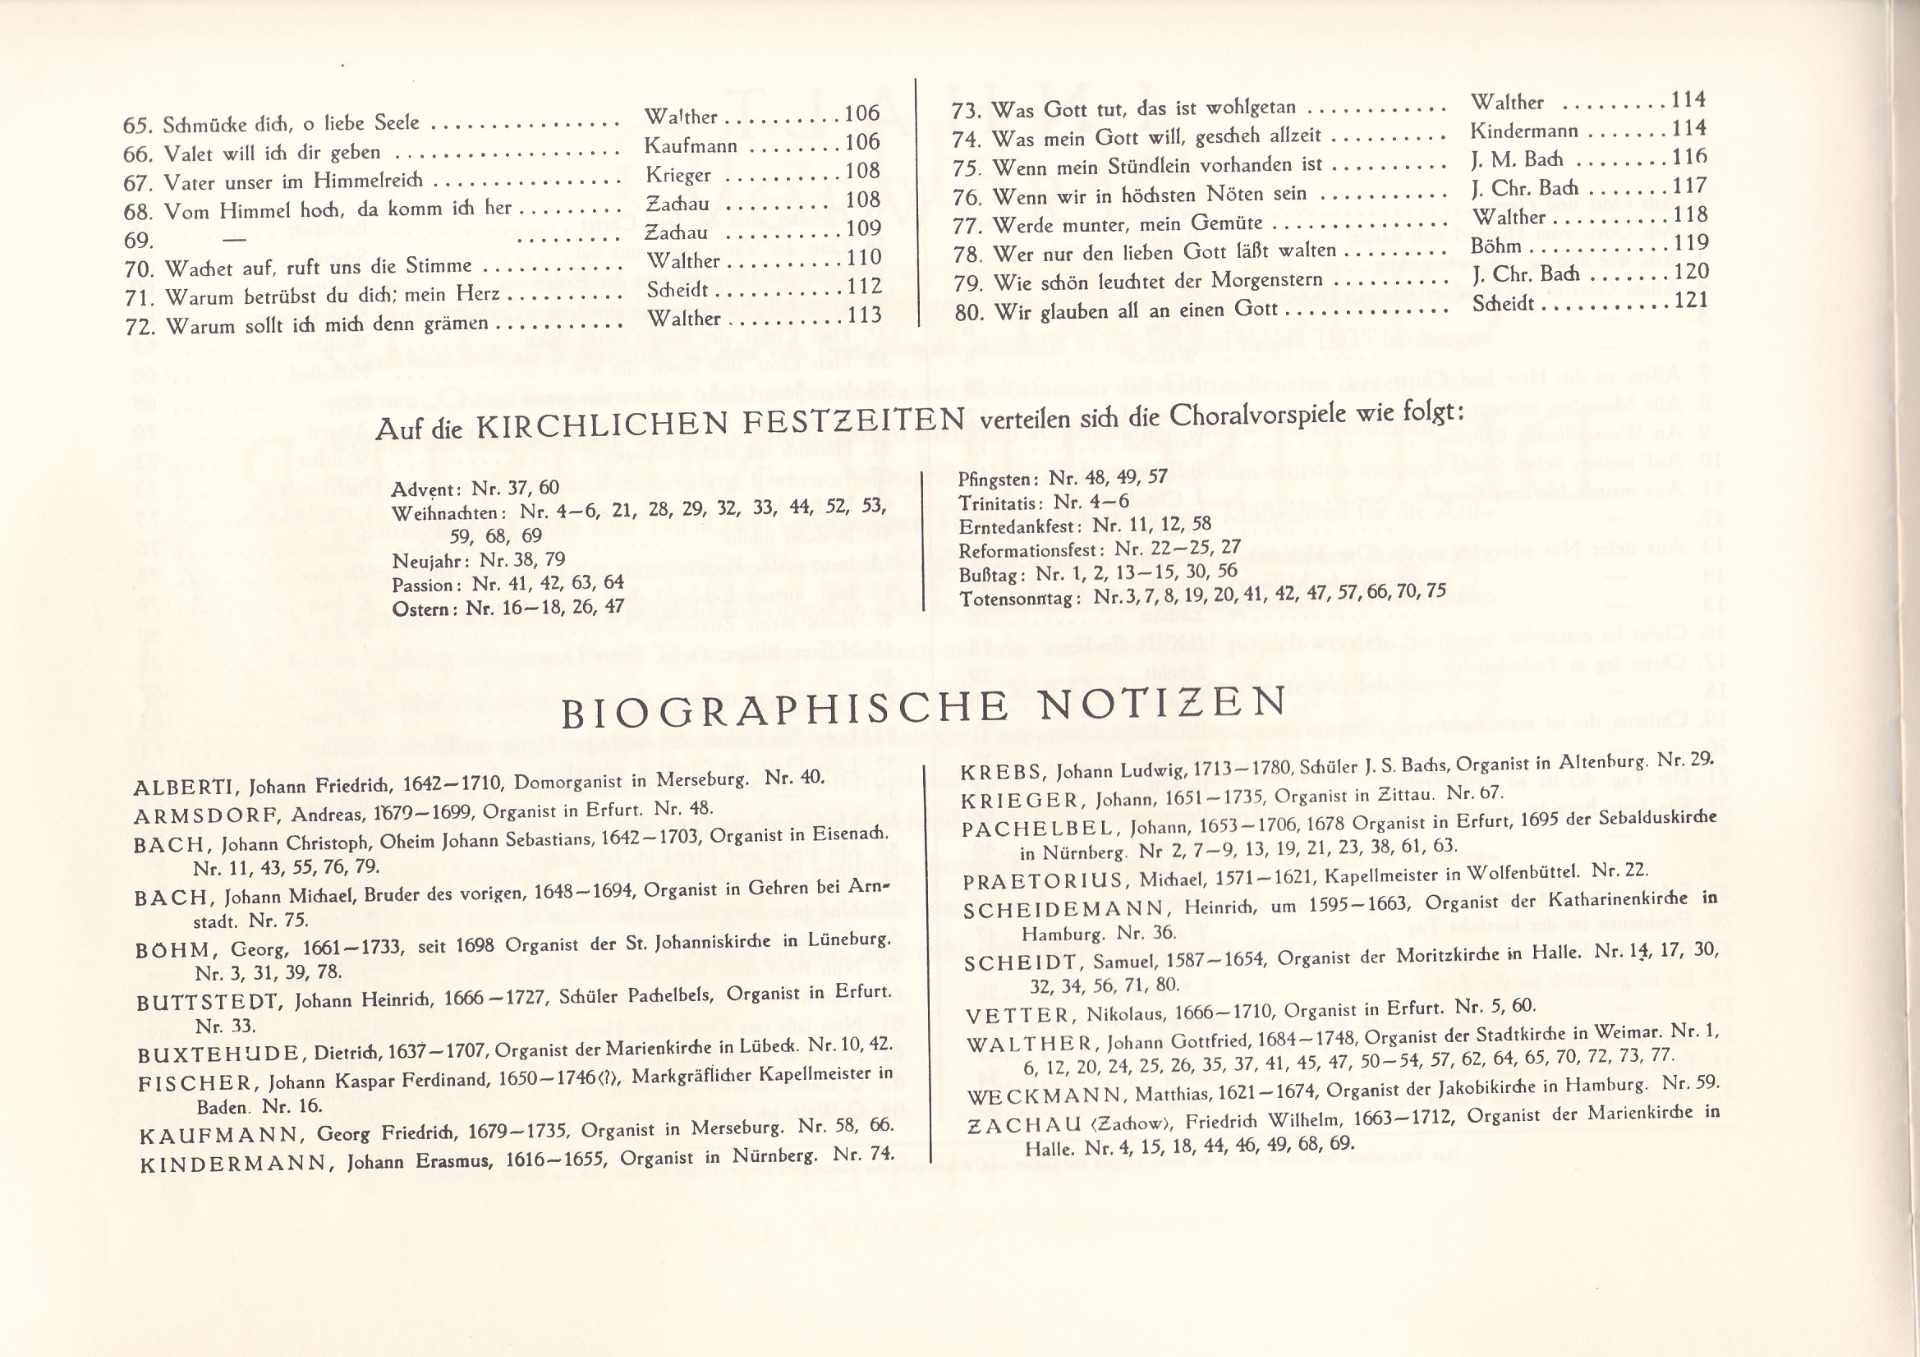 65. Schmücke dich, o liebe Seele ................ Walther .......... 106
66. Valet will ich dir geben ................... Kaufmann ........ 106
67. Vater unser im Himmelreich ................ Krieger .......... 108
68. Vom Himmel hoch, da komm ich her ......... Zachau ......... 108
69. — ......... Zachau .......... 109
70. Wachet auf, ruft uns die Stimme ............ Walther .......... 110
71. Warum betrübst du dich; mein Herz .......... Scheidt ........... 112
72. Warum sollt ich mich denn grämen ........... Walther .......... 113
73. Was Gott tut, das ist wohlgetan ............ Walther ......... 114
74. Was mein Gott will, gescheh allzeit .......... Kindermann ....... 114
75. Wenn mein Stündlein vorhanden ist ........... J. M. Bach ........ 116
76. Wenn wir in höchsten Nöten sein ........... J. Chr. Bach ....... 117
77. Werde munter, mein Gemüte ............... Walther .......... 118
78. Wer nur den lieben Gott läßt walten ......... Böhm ............ 119
79. Wie schön leuchtet der Morgenstern .......... J. Chr. Bach ....... 120
80. Wir glauben all an einen Gott .............. Scheidt ........... 121
Auf die KIRCHLICHEN FESTZEITEN verteilen sich die Choralvorspiele wie folgt:
Advent: Nr. 37, 60
Weihnachten: Nr. 4–6, 21, 28, 29, 32, 33, 44, 52, 53,
59, 68, 69
Neujahr: Nr. 38, 79
Passion: Nr. 41, 42, 63, 64
Ostern: Nr. 16–18, 26, 47
Pfingsten: Nr. 48, 49, 57
Trinitatis: Nr. 4–6
Erntedankfest: Nr. 11, 12, 58
Reformationsfest: Nr. 22–25, 27
Bußtag: Nr. 1, 2, 13–15, 30, 56
Totensonntag: Nr. 3, 7, 8, 19, 20, 41, 42, 47, 57, 66, 70, 75
BIOGRAPHISCHE NOTIZEN
ALBERTI, Johann Friedrich, 1642–1710, Domorganist in Merseburg. Nr. 40.
ARMSDORF, Andreas, 1679–1699, Organist in Erfurt. Nr. 48.
BACH, Johann Christoph, Oheim Johann Sebastians, 1642–1703, Organist in Eisenach.
Nr. 11, 43, 55, 76, 79.
BACH, Johann Michael, Bruder des vorigen, 1648–1694, Organist in Gehren bei Arn-
stadt. Nr. 75.
BÖHM, Georg, 1661–1733, seit 1698 Organist der St. Johanniskirche in Lüneburg.
Nr. 3, 31, 39, 78.
BUTTSTEDT, Johann Heinrich, 1666–1727, Schüler Pachelbels, Organist in Erfurt.
Nr. 33.
BUXTEHUDE, Dietrich, 1637–1707, Organist der Marienkirche in Lübeck. Nr. 10, 42.
FISCHER, Johann Kaspar Ferdinand, 1650–1746 (?), Markgräflicher Kapellmeister in
Baden. Nr. 16.
KAUFMANN, Georg Friedrich, 1679–1735, Organist in Merseburg. Nr. 58, 66.
KINDERMANN, Johann Erasmus, 1616–1655, Organist in Nürnberg. Nr. 74.
KREBS, Johann Ludwig, 1713–1780, Schüler J. S. Bachs, Organist in Altenburg. Nr. 29.
KRIEGER, Johann, 1651–1735, Organist in Zittau. Nr. 67.
PACHELBEL, Johann, 1653–1706, 1678 Organist in Erfurt, 1695 der Sebalduskirche
in Nürnberg. Nr 2, 7–9, 13, 19, 21, 23, 38, 61, 63.
PRAETORIUS, Michael, 1571–1621, Kapellmeister in Wolfenbüttel. Nr. 22.
SCHEIDEMANN, Heinrich, um 1595–1663, Organist der Katharinenkirche in
Hamburg. Nr. 36.
SCHEIDT, Samuel, 1587–1654, Organist der Moritzkirche in Halle. Nr. 14, 17, 30,
32, 34, 56, 71, 80.
VETTER, Nikolaus, 1666–1710, Organist in Erfurt. Nr. 5, 60.
WALTHER, Johann Gottfried, 1684–1748, Organist der Stadtkirche in Weimar. Nr. 1,
6, 12, 20, 24, 25, 26, 35, 37, 41, 45, 47, 50–54, 57, 62, 64, 65, 70, 72, 73, 77.
WECKMANN, Matthias, 1621–1674, Organist der Jakobikirche in Hamburg. Nr. 59.
ZACHAU (Zachow), Friedrich Wilhelm, 1663–1712, Organist der Marienkirche in
Halle. Nr. 4, 15, 18, 44, 46, 49, 68, 69.